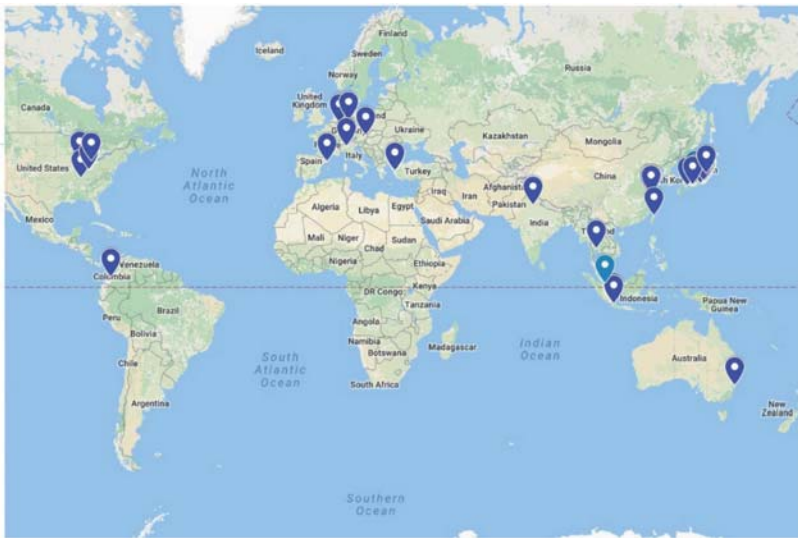 Iceland
Finland
Sweden
Norway
Russia
Canada
United
Kingdom
Ukraine
Kazakhstan
Mongolia
Spain
Italy
Turkey
United States
North
Atlantic
Ocean
China
Afghanistan
Iraq
Iran
Pakistan
Algeria
Libya
Egypt
Saudi Arabia
India
Mexico
Mali
Niger
Chad
Sudan
Nigeria
Ethiopia
Venezuela
Colombia
Kenya
DR Congo
Indonesia
Tanzania
Papua New
Guinea
Brazil
Peru
Angola
Bolivia
Namibia
Botswana
Madagascar
Indian
Ocean
South
Atlantic
Ocean
Chile
Australia
South Africa
Argentina
New
Zealand
Southern
Ocean